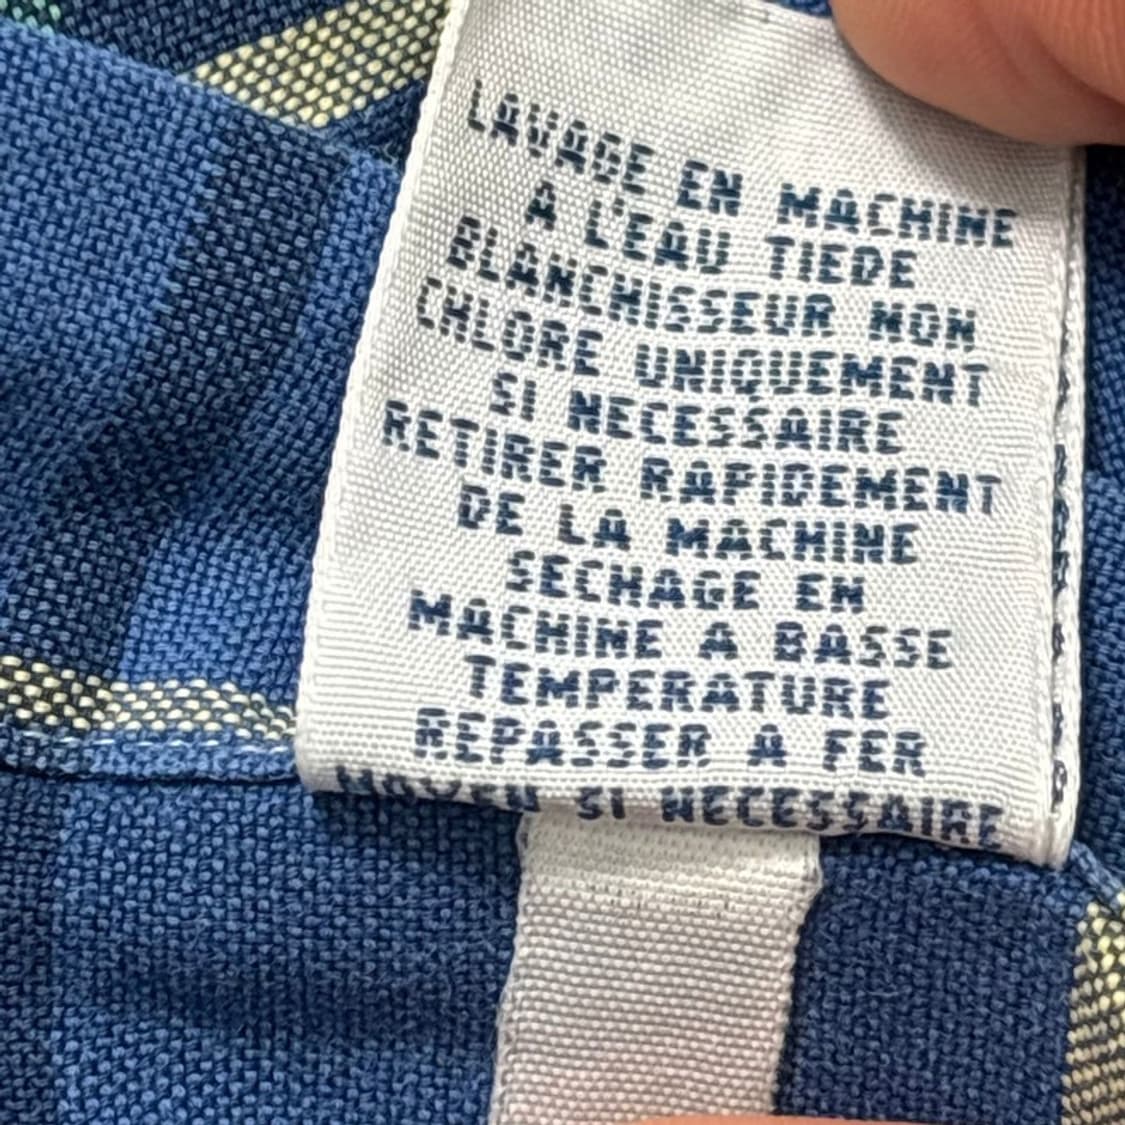 LAVAGE EN MACHINE
A L'EAU TIEDE
BLANCHISSEUR NON
CHLORE UNIQUEMENT
SI NECESSAIRE
RETIRER RAPIDEMENT
DE LA MACHINE
SECHAGE EN
MACHINE A BASSE
TEMPERATURE
REPASSER A FER
MOYEN SI NECESSAIRE